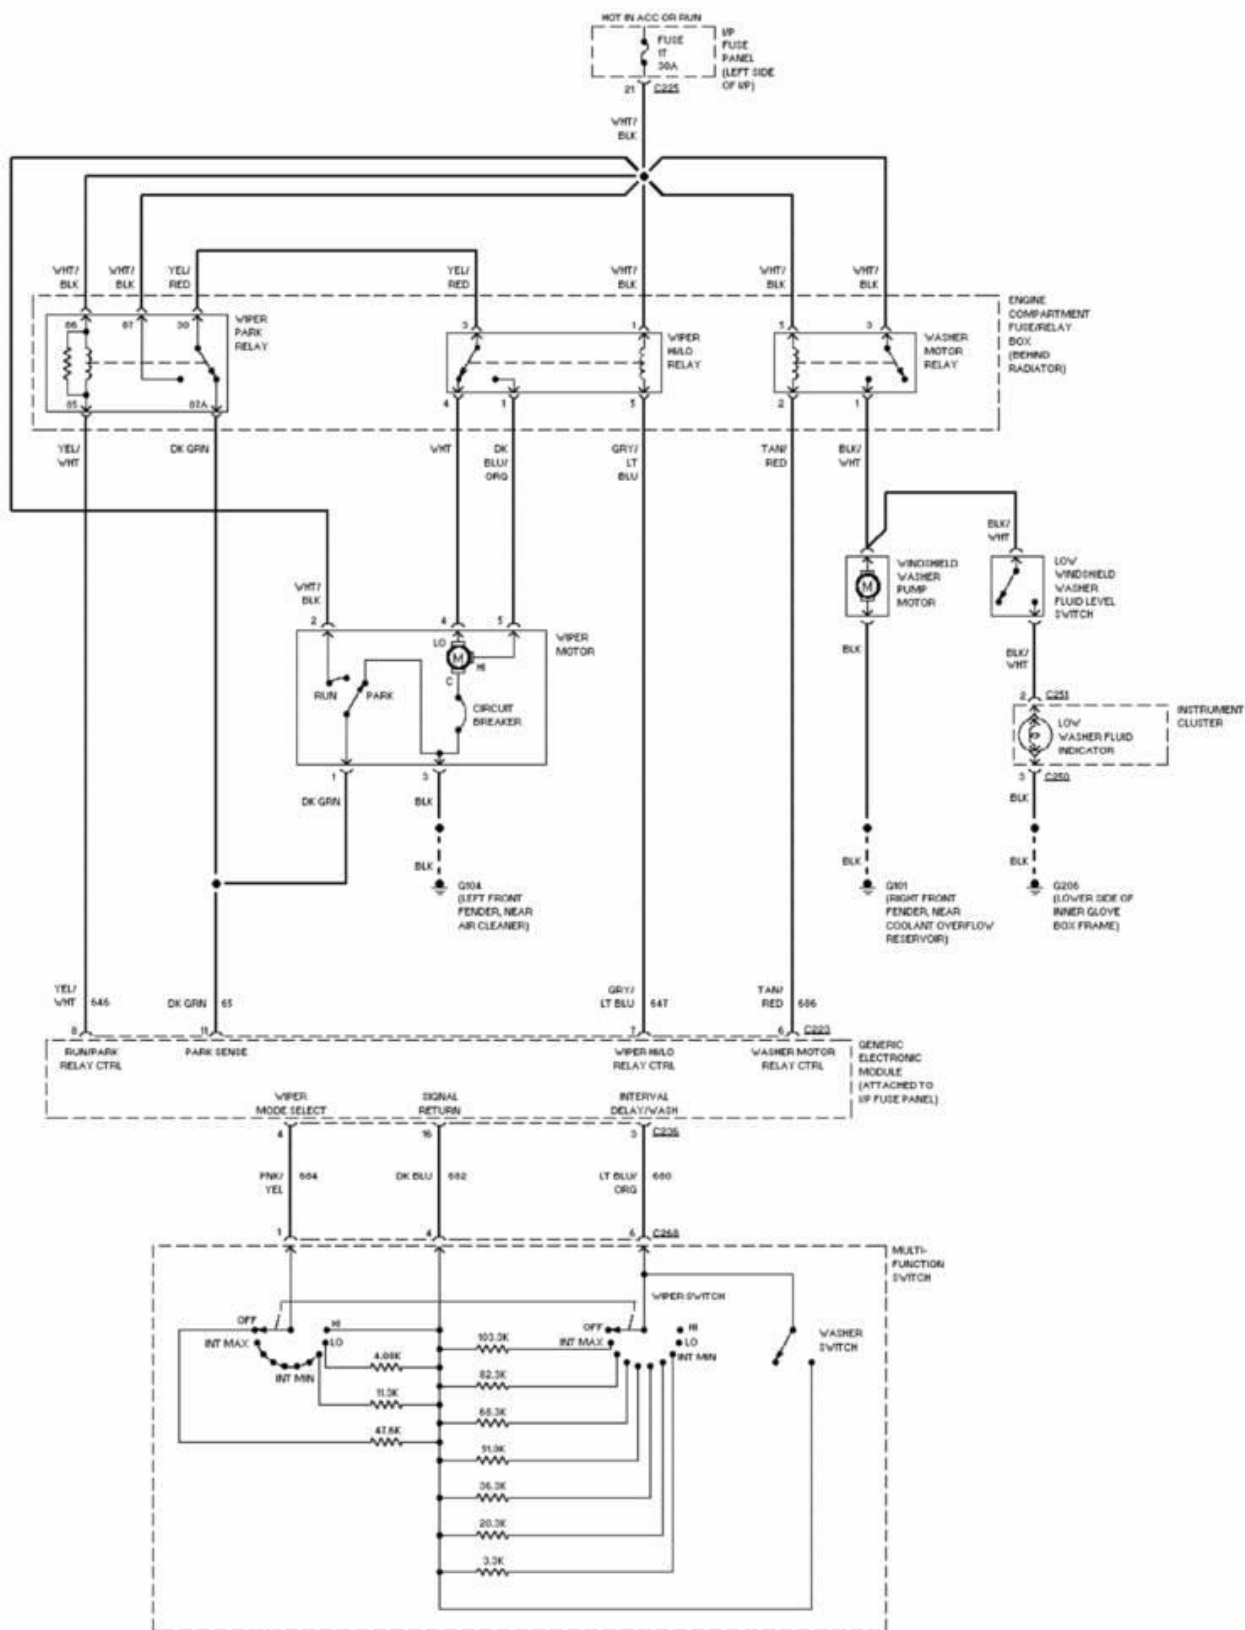 HOT IN ACC OR RUN
FUSE
17
30A
I/P
FUSE
PANEL
(LEFT SIDE
OF I/P)
21 C225
WHT/
BLK
WHT/
BLK
WHT/
BLK
YEL/
RED
YEL/
RED
WHT/
BLK
WHT/
BLK
WHT/
BLK
ENGINE
COMPARTMENT
FUSE/RELAY
BOX
(BEHIND
RADIATOR)
86 87 30
WIPER
PARK
RELAY
3 1
WIPER
HI/LO
RELAY
5 3
WASHER
MOTOR
RELAY
85 87A
4 1 5
2 1
YEL/
WHT
DK GRN
WHT
DK
BLU/
ORG
GRY/
LT
BLU
TAN/
RED
BLK/
WHT
BLK/
WHT
WHT/
BLK
2 4 5
WIPER
MOTOR
LO
M
HI
C
RUN
PARK
CIRCUIT
BREAKER
1 3
DK GRN
BLK
BLK
G104
(LEFT FRONT
FENDER, NEAR
AIR CLEANER)
M
WINDSHIELD
WASHER
PUMP
MOTOR
LOW
WINDSHIELD
WASHER
FLUID LEVEL
SWITCH
BLK
BLK/
WHT
2 C251
INSTRUMENT
CLUSTER
LOW
WASHER FLUID
INDICATOR
3 C250
BLK
BLK
G101
(RIGHT FRONT
FENDER, NEAR
COOLANT OVERFLOW
RESERVOIR)
BLK
G206
(LOWER SIDE OF
INNER GLOVE
BOX FRAME)
YEL/
WHT 646
DK GRN 65
GRY/
LT BLU 647
TAN/
RED 686
8 11 7 6 C223
RUN/PARK
RELAY CTRL
PARK SENSE
WIPER HI/LO
RELAY CTRL
WASHER MOTOR
RELAY CTRL
GENERIC
ELECTRONIC
MODULE
(ATTACHED TO
I/P FUSE PANEL)
WIPER
MODE SELECT
SIGNAL
RETURN
INTERVAL
DELAY/WASH
4 16 3 C236
PNK/
YEL 684
DK BLU 682
LT BLU/
ORG 680
1 4 6 C268
MULTI-
FUNCTION
SWITCH
WIPER SWITCH
OFF
HI
INT MAX
LO
INT MIN
4.08K
11.3K
47.6K
103.3K
82.3K
68.3K
51.0K
36.3K
20.3K
3.3K
OFF
HI
INT MAX
LO
INT MIN
WASHER
SWITCH